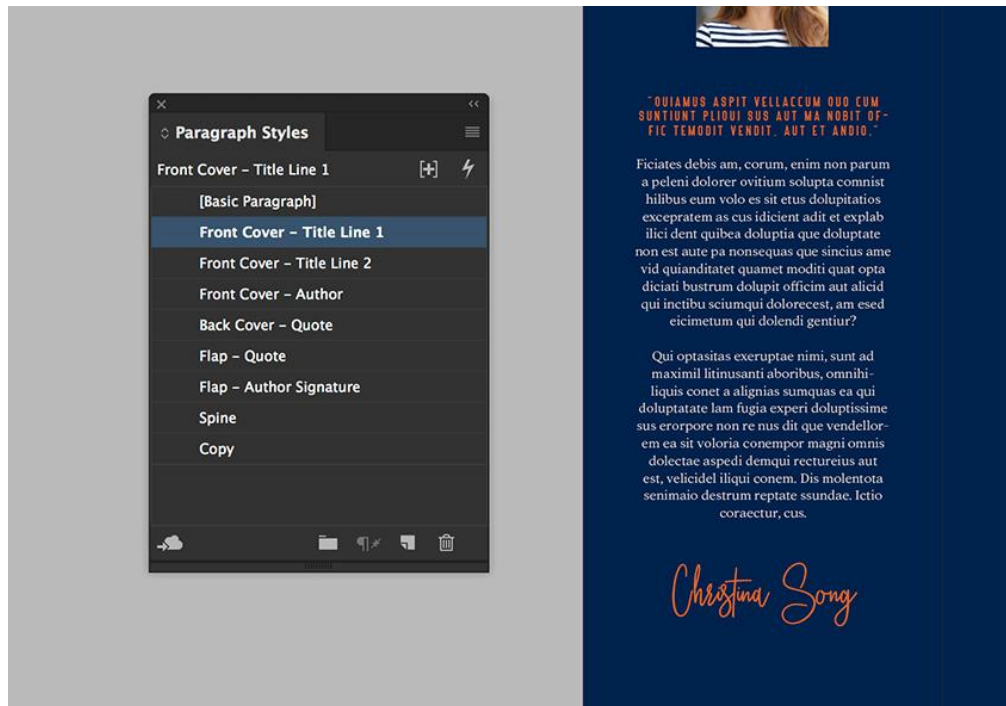 Paragraph Styles
Front Cover – Title Line 1
[Basic Paragraph]
Front Cover – Title Line 1
Front Cover – Title Line 2
Front Cover – Author
Back Cover – Quote
Flap – Quote
Flap – Author Signature
Spine
Copy
"QUIAMUS ASPIT VELLACCUM QUO CUM
SUNTIUNT PLIQUI SUS AUT MA NOBIT OF-
FIC TEMODIT VENDIT, AUT ET ANDIO."
Ficiates debis am, corum, enim non parum
a peleni dolorer ovitium solupta comnist
hilibus eum volo es sit etus dolupitatios
excepratem as cus idicient adit et explab
ilici dent quibea doluptia que doluptate
non est aute pa nonsequas que sincius ame
vid quianditatet quamet moditi quat opta
diciati bustrum dolupit officim aut alicid
qui inctibu sciumqui dolorecest, am esed
eicimetum qui dolendi gentiur?
Qui optasitas exeruptae nimi, sunt ad
maximil litinusanti aboribus, omnihi-
liquis conet a alignias sumquas ea qui
doluptatate lam fugia experi doluptissime
sus erorpore non re nus dit que vendellor-
em ea sit voloria conempor magni omnis
dolectae aspedi demqui rectureius aut
est, velicidel iliqui conem. Dis molentota
senimaio destrum reptate ssundae. Ictio
coraectur, cus.
Christina Song